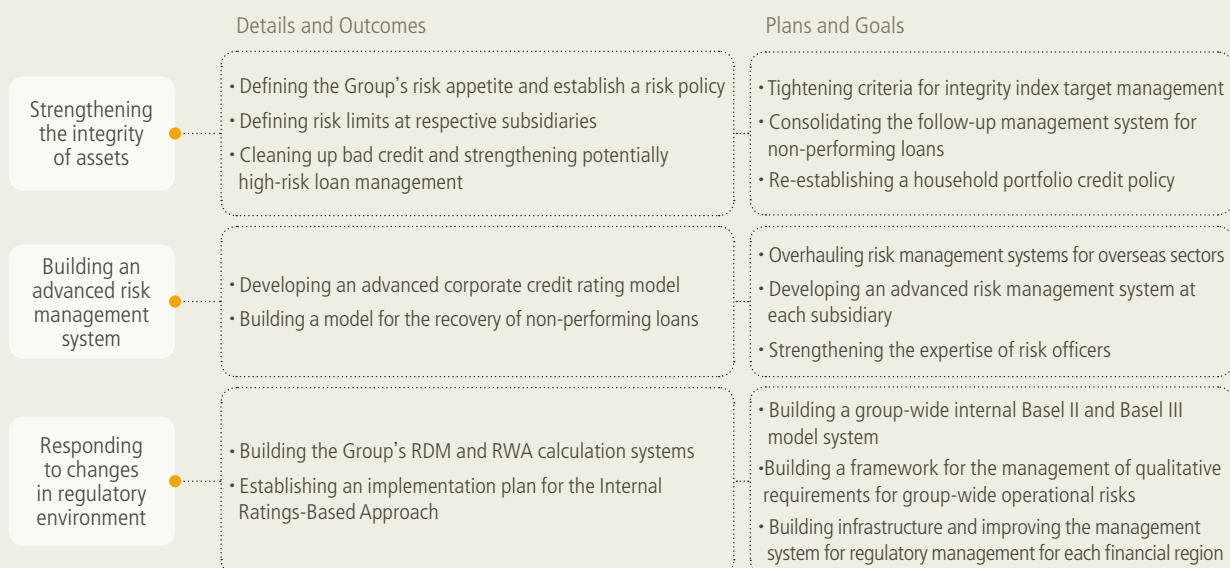 Details and Outcomes
Plans and Goals
Strengthening
the integrity
of assets
• Defining the Group's risk appetite and establish a risk policy
• Defining risk limits at respective subsidiaries
• Cleaning up bad credit and strengthening potentially
high-risk loan management
• Tightening criteria for integrity index target management
• Consolidating the follow-up management system for
non-performing loans
• Re-establishing a household portfolio credit policy
Building an
advanced risk
management
system
• Developing an advanced corporate credit rating model
• Building a model for the recovery of non-performing loans
• Overhauling risk management systems for overseas sectors
• Developing an advanced risk management system at
each subsidiary
• Strengthening the expertise of risk officers
Responding
to changes
in regulatory
environment
• Building the Group's RDM and RWA calculation systems
• Establishing an implementation plan for the Internal
Ratings-Based Approach
• Building a group-wide internal Basel II and Basel III
model system
•Building a framework for the management of qualitative
requirements for group-wide operational risks
• Building infrastructure and improving the management
system for regulatory management for each financial region